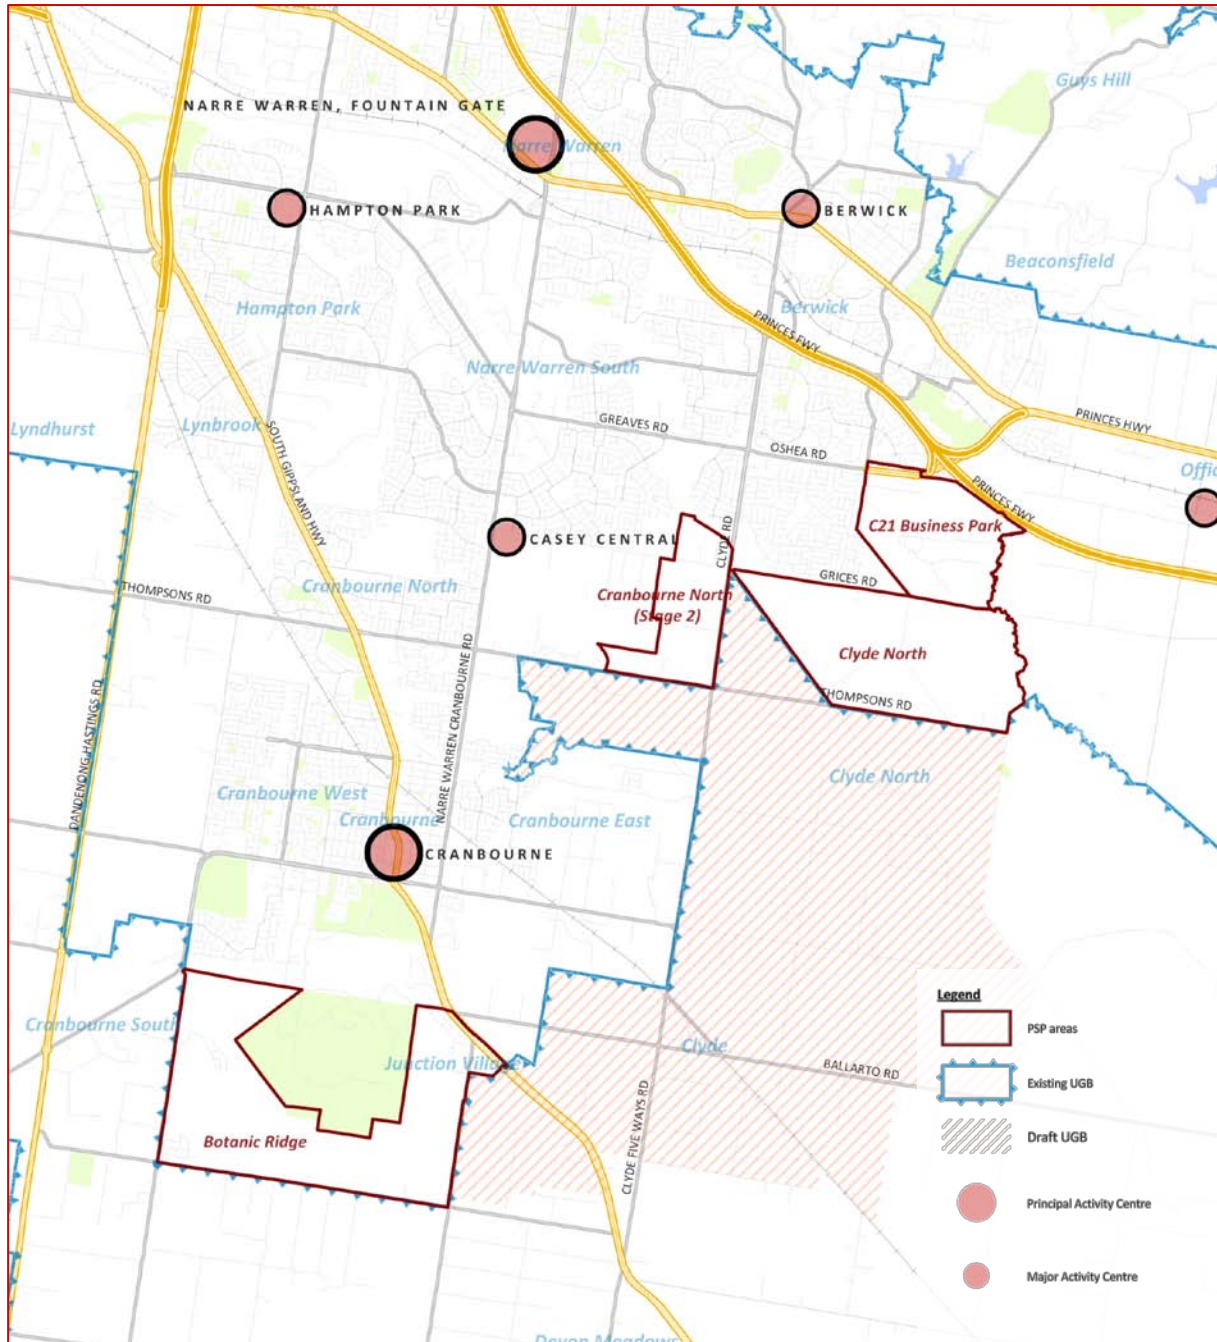 Guys Hill
NARRE WARREN, FOUNTAIN GATE
Narre Warren
HAMPTON PARK
BERWICK
Beaconsfield
Hampton Park
Berwick
PRINCES FWY
Narre Warren South
GREAVES RD
PRINCES HWY
Lyndhurst
Lynbrook
SOUTH GIPPSLAND HWY
OSHEA RD
PRINCES FWY
C21 Business Park
CASEY CENTRAL
CLYDE RD
THOMPSONS RD
Cranbourne North
Cranbourne North
(Stage 2)
GRICES RD
Clyde North
DANDENONG HASTINGS RD
NARRE WARREN CRANBOURNE RD
THOMPSONS RD
Clyde North
Cranbourne West
Cranbourne
Cranbourne East
CRANBOURNE
Cranbourne South
Junction Village
Clyde
BALLARTO RD
CLYDE FIVE WAYS RD
Botanic Ridge
Legend
PSP areas
Existing UGB
Draft UGB
Principal Activity Centre
Major Activity Centre
Devon Meadows